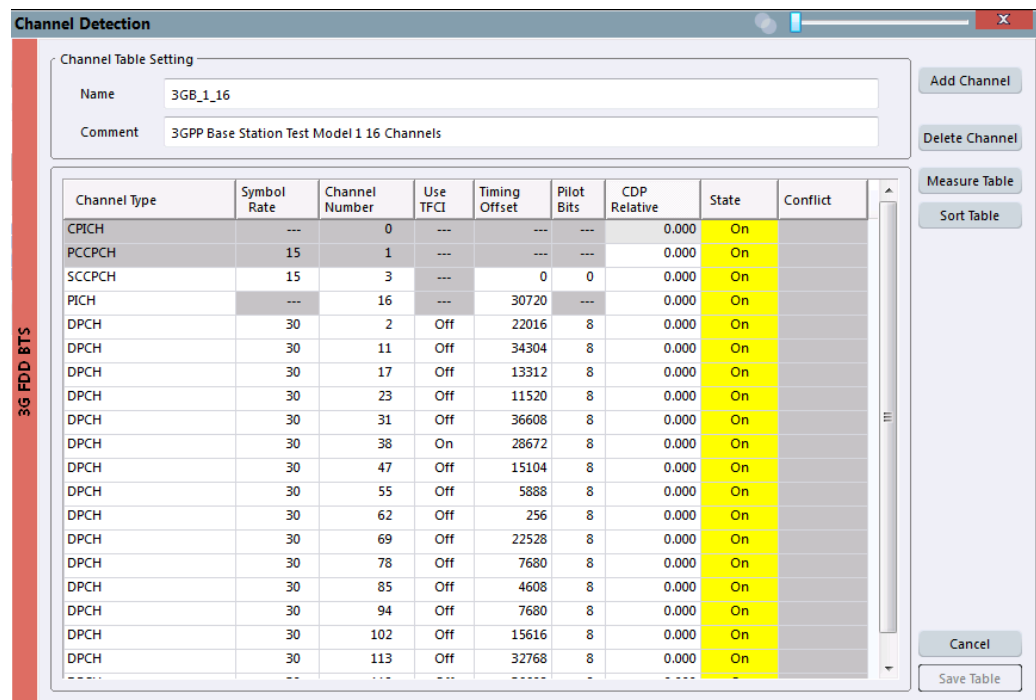 Channel Detection
x
3G FDD BTS
Channel Table Setting
Name 3GB_1_16
Comment 3GPP Base Station Test Model 1 16 Channels
Add Channel
Delete Channel
Measure Table
Sort Table
Channel Type Symbol Rate Channel Number Use TFCI Timing Offset Pilot Bits CDP Relative State Conflict
CPICH --- 0 --- --- --- 0.000 On
PCCPCH 15 1 --- --- --- 0.000 On
SCCPCH 15 3 --- 0 0 0.000 On
PICH --- 16 --- 30720 --- 0.000 On
DPCH 30 2 Off 22016 8 0.000 On
DPCH 30 11 Off 34304 8 0.000 On
DPCH 30 17 Off 13312 8 0.000 On
DPCH 30 23 Off 11520 8 0.000 On
DPCH 30 31 Off 36608 8 0.000 On
DPCH 30 38 On 28672 8 0.000 On
DPCH 30 47 Off 15104 8 0.000 On
DPCH 30 55 Off 5888 8 0.000 On
DPCH 30 62 Off 256 8 0.000 On
DPCH 30 69 Off 22528 8 0.000 On
DPCH 30 78 Off 7680 8 0.000 On
DPCH 30 85 Off 4608 8 0.000 On
DPCH 30 94 Off 7680 8 0.000 On
DPCH 30 102 Off 15616 8 0.000 On
DPCH 30 113 Off 32768 8 0.000 On
Cancel
Save Table